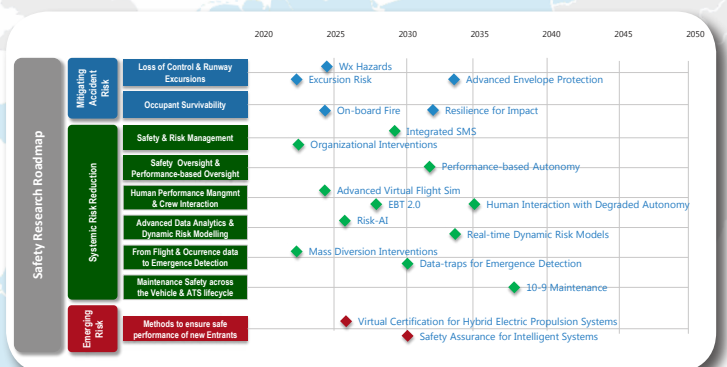 2020 2025 2030 2035 2040 2045 2050
Safety Research Roadmap
Mitigating
Accident
Risk
Loss of Control & Runway
Excursions
Wx Hazards
Excursion Risk
Advanced Envelope Protection
Occupant Survivability
On-board Fire
Resilience for Impact
Systemic Risk Reduction
Safety & Risk Management
Integrated SMS
Organizational Interventions
Safety Oversight &
Performance-based Oversight
Performance-based Autonomy
Human Performance Mangmnt
& Crew Interaction
Advanced Virtual Flight Sim
EBT 2.0
Human Interaction with Degraded Autonomy
Advanced Data Analytics &
Dynamic Risk Modelling
Risk-AI
Real-time Dynamic Risk Models
From Flight & Ocurrence data
to Emergence Detection
Mass Diversion Interventions
Data-traps for Emergence Detection
Maintenance Safety across
the Vehicle & ATS lifecycle
10-9 Maintenance
Emerging
Risk
Methods to ensure safe
performance of new Entrants
Virtual Certification for Hybrid Electric Propulsion Systems
Safety Assurance for Intelligent Systems